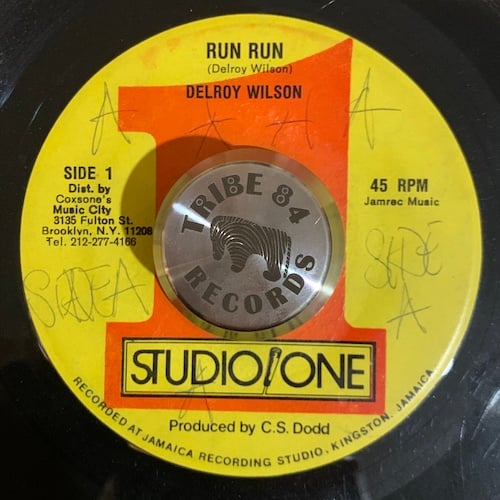 RUN RUN
(Delroy Wilson)
DELROY WILSON
A A A A
SIDE 1
Dist. by
Coxsone's
Music City
3135 Fulton St.
Brooklyn, N.Y. 11208
Tel. 212-277-4166
45 RPM
Jamrec Music
TRIBE 84
RECORDS
SIDE A
SIDE
A
A
STUDIO ONE
Produced by C.S. Dodd
RECORDED AT JAMAICA RECORDING STUDIO, KINGSTON, JAMAICA